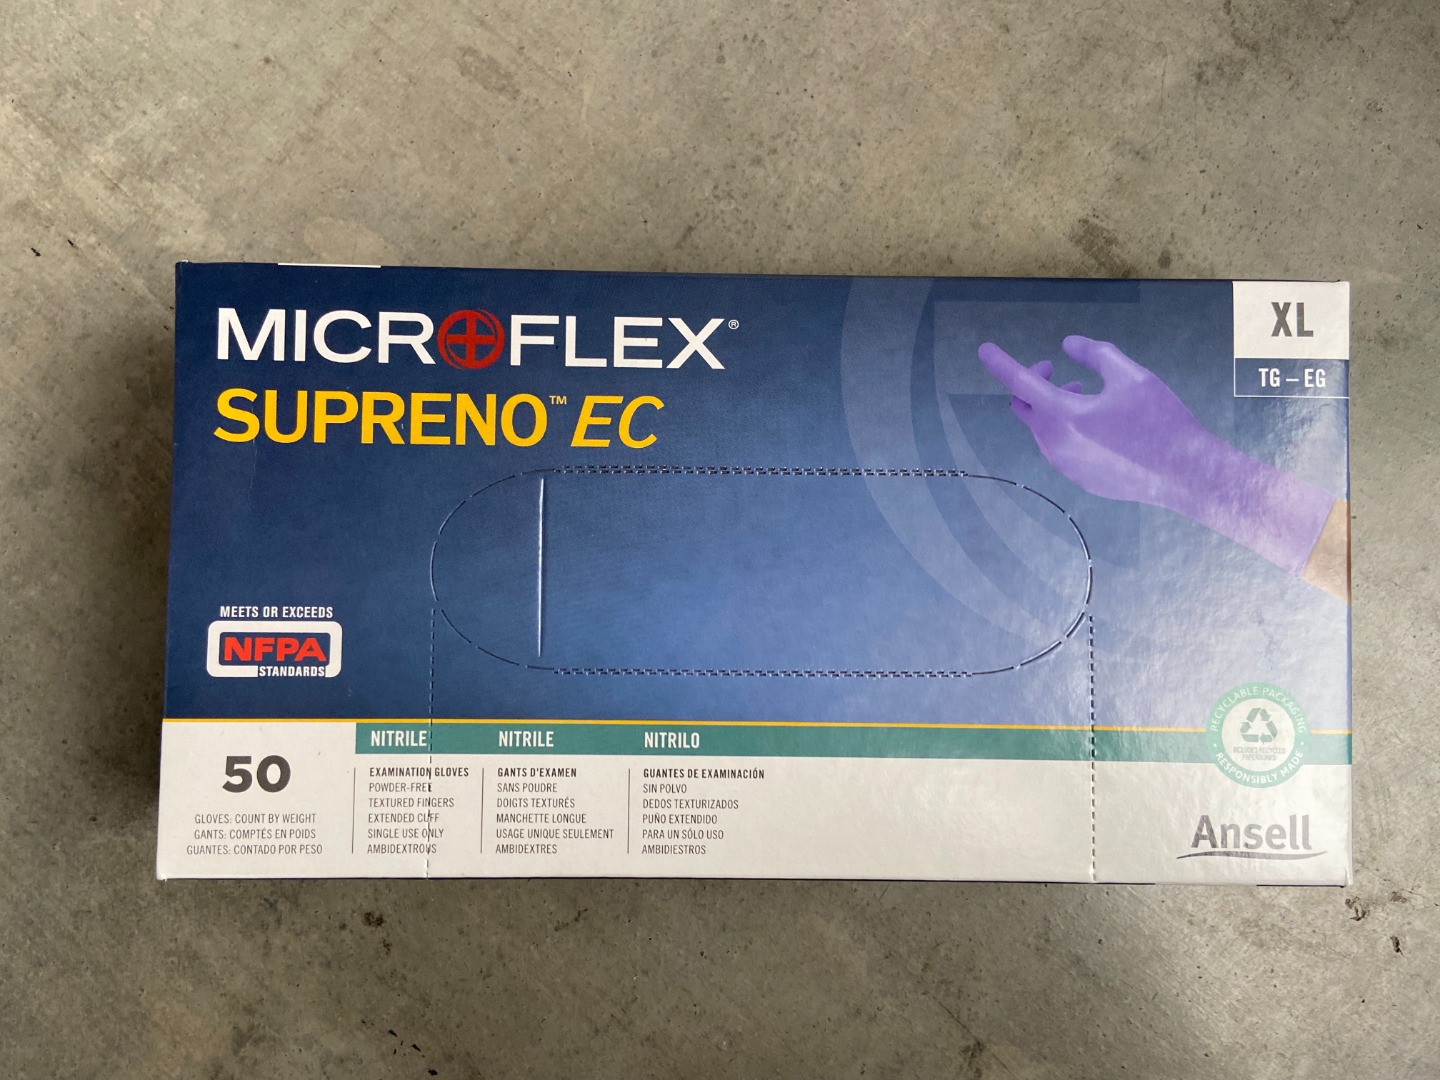 MICROFLEX®
SUPRENO™ EC
XL
TG – EG
MEETS OR EXCEEDS
NFPA
STANDARDS
50
GLOVES: COUNT BY WEIGHT
GANTS: COMPTÉS EN POIDS
GUANTES: CONTADO POR PESO
NITRILE
EXAMINATION GLOVES
POWDER-FREE
TEXTURED FINGERS
EXTENDED CUFF
SINGLE USE ONLY
AMBIDEXTROUS
NITRILE
GANTS D'EXAMEN
SANS POUDRE
DOIGTS TEXTURÉS
MANCHETTE LONGUE
USAGE UNIQUE SEULEMENT
AMBIDEXTRES
NITRILO
GUANTES DE EXAMINACIÓN
SIN POLVO
DEDOS TEXTURIZADOS
PUÑO EXTENDIDO
PARA UN SÓLO USO
AMBIDIESTROS
RECYCLABLE PACKAGING
INCLUDES RECYCLED
PAPERBOARD
RESPONSIBLY MADE
Ansell